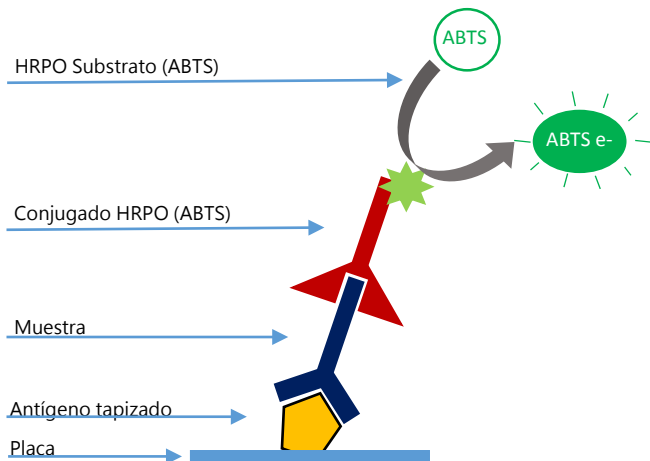 ABTS
HRPO Substrato (ABTS)
ABTS e-
Conjugado HRPO (ABTS)
Muestra
Antígeno tapizado
Placa